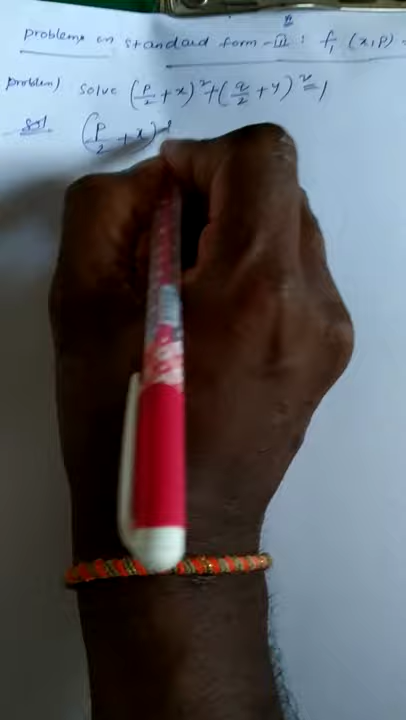 problems on standard form-III: f₁ (x,p) =
problem) solve (p/2 + x)² + (q/2 + y)² = 1
sol (p/2 + x)²